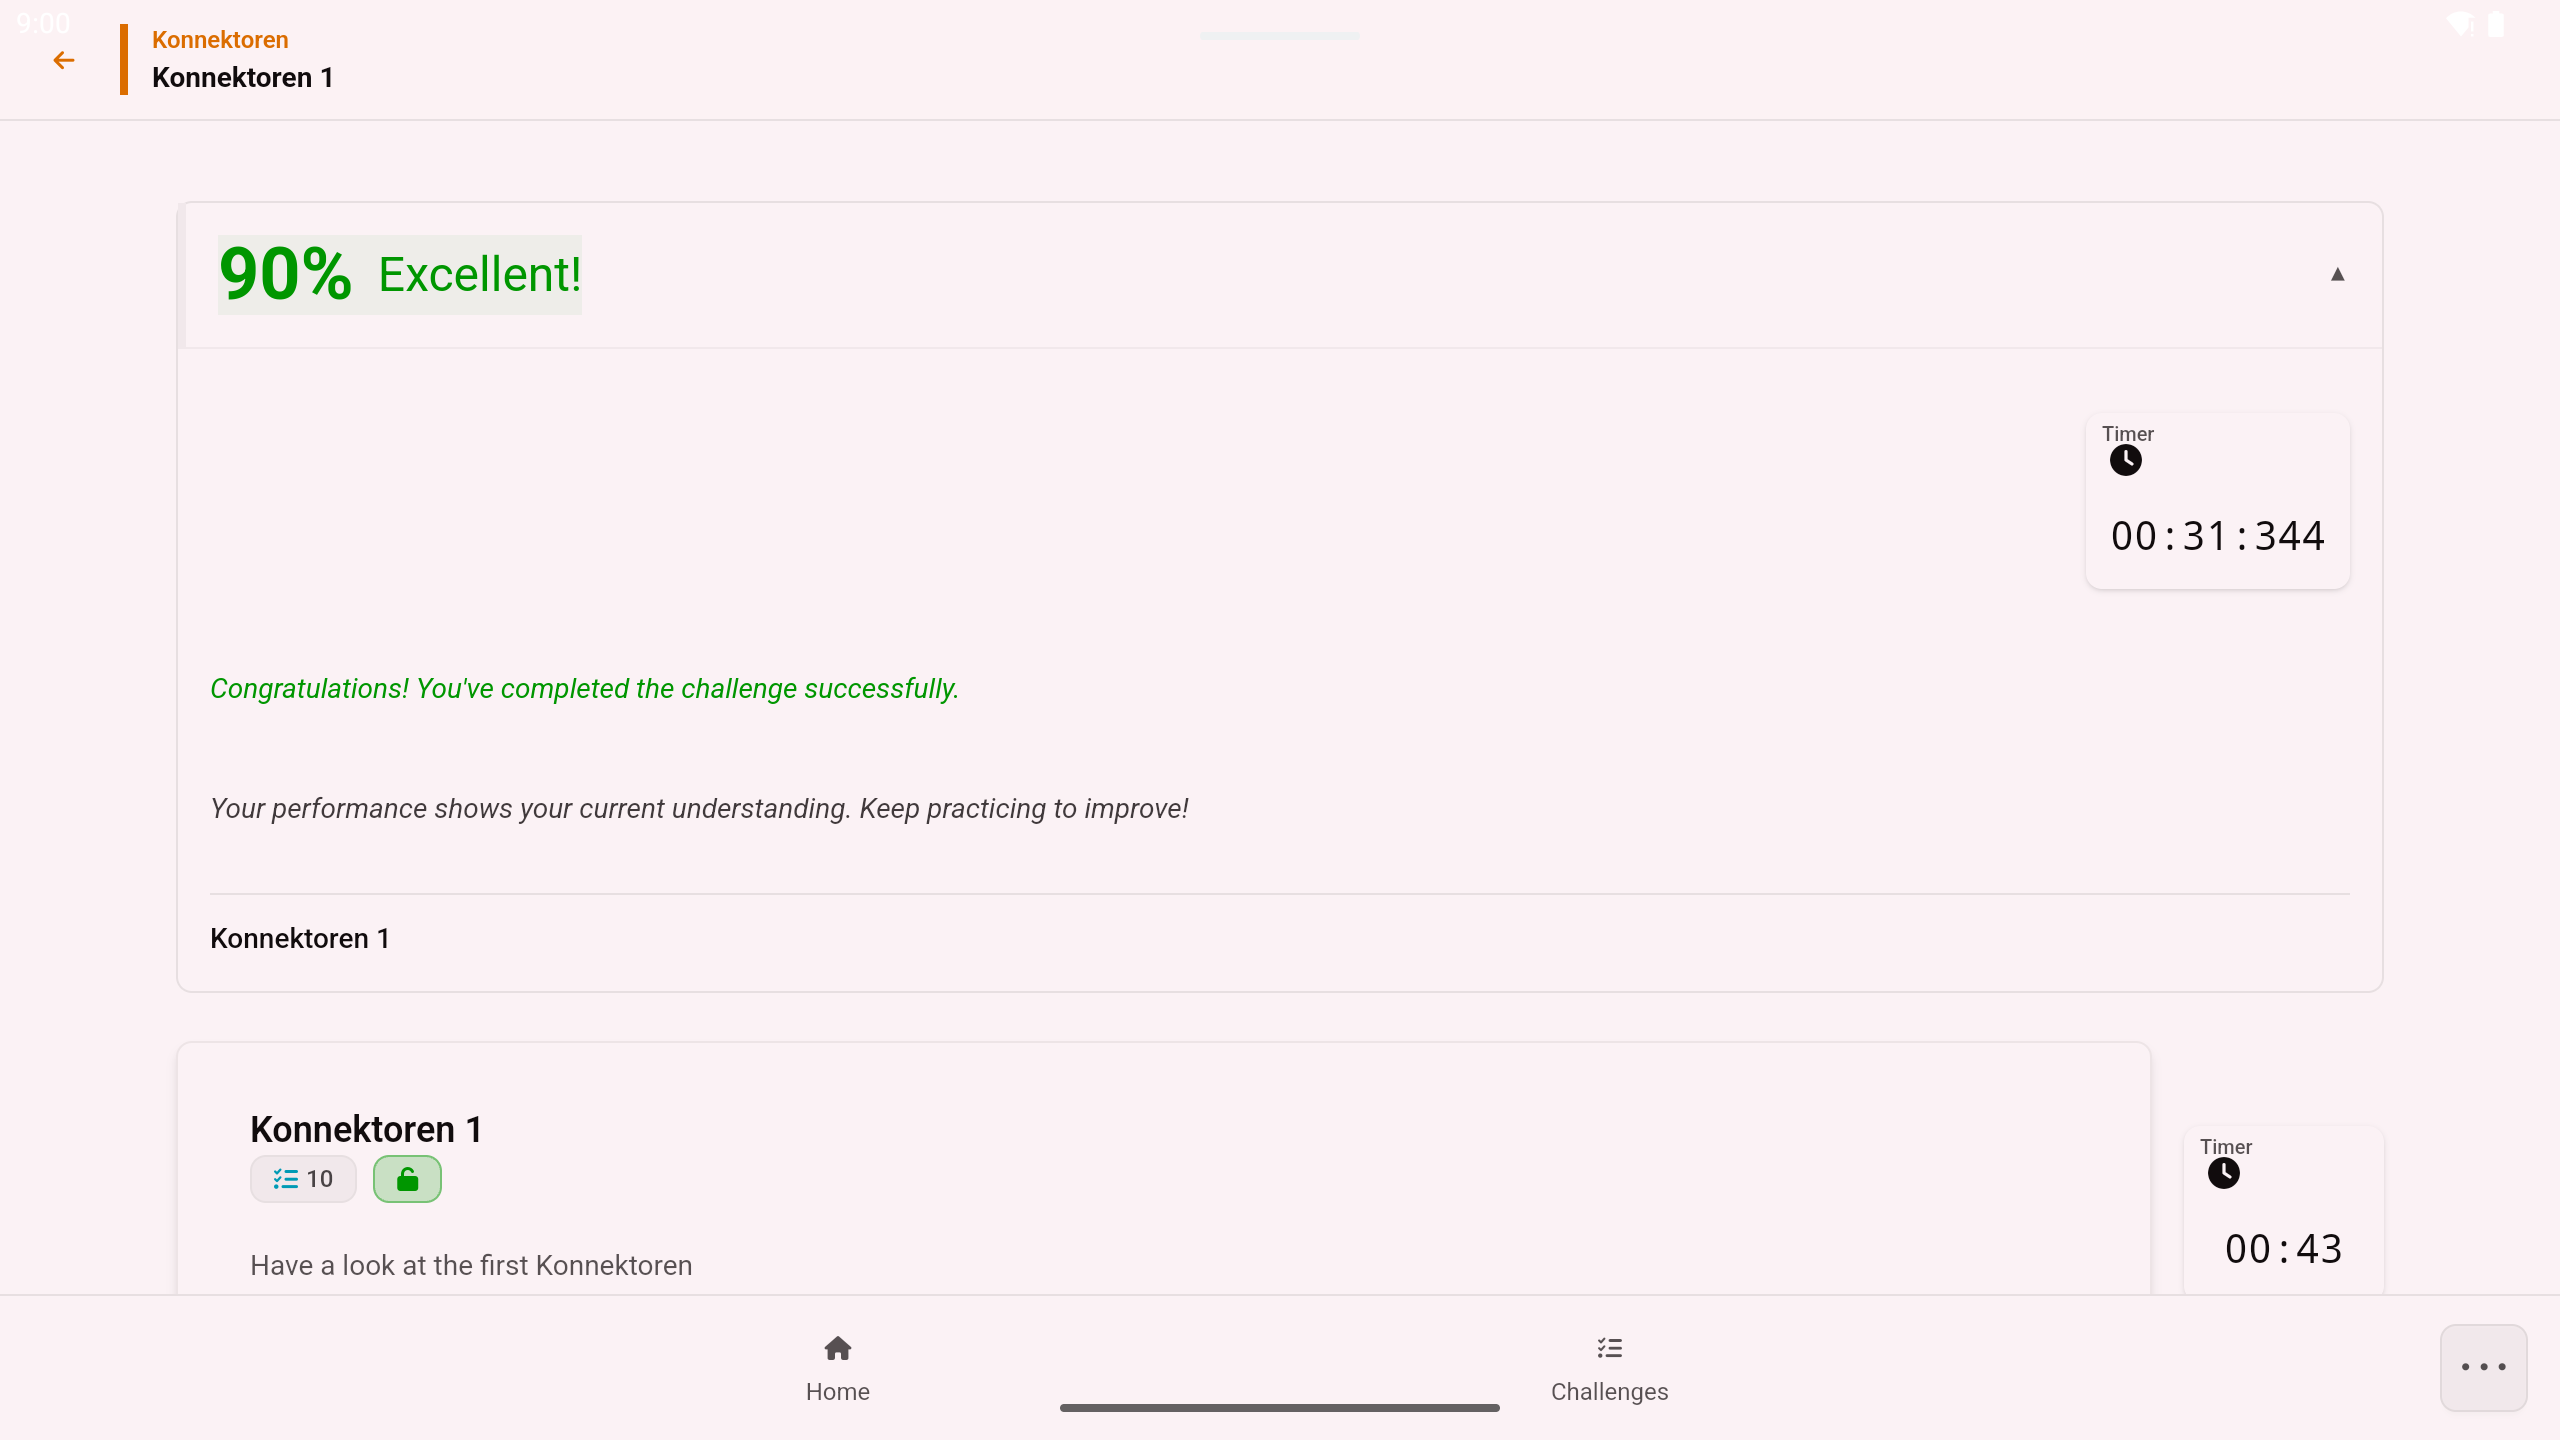 9:00
Konnektoren
Konnektoren 1
90% Excellent!
Timer
00:31:344
Congratulations! You've completed the challenge successfully.
Your performance shows your current understanding. Keep practicing to improve!
Konnektoren 1
Konnektoren 1
10
Have a look at the first Konnektoren
Timer
00:43
Home
Challenges